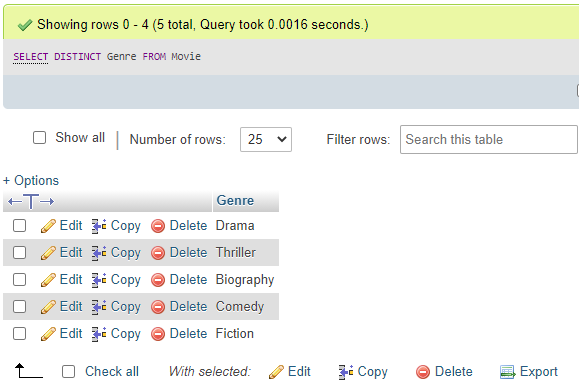 Showing rows 0 - 4 (5 total, Query took 0.0016 seconds.)
SELECT DISTINCT Genre FROM Movie
Show all | Number of rows: 25 Filter rows: Search this table
+ Options
←T→ Genre
Edit Copy Delete Drama
Edit Copy Delete Thriller
Edit Copy Delete Biography
Edit Copy Delete Comedy
Edit Copy Delete Fiction
Check all With selected: Edit Copy Delete Export